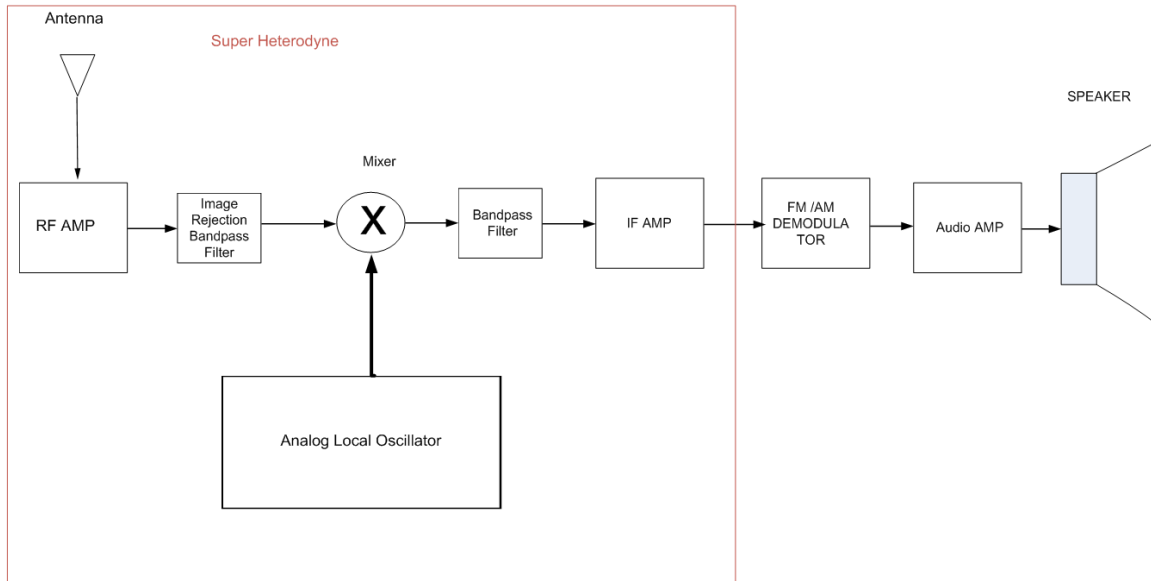 Antenna
Super Heterodyne
SPEAKER
Mixer
RF AMP
Image
Rejection
Bandpass
Filter
X
Bandpass
Filter
IF AMP
FM /AM
DEMODULA
TOR
Audio AMP
Analog Local Oscillator